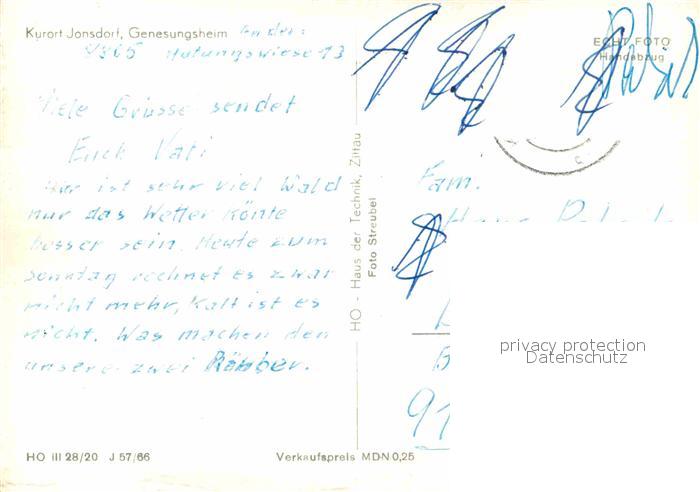 Kurort Jonsdorf, Genesungsheim
Hutungswiese 13
Viele Grüsse sendet
Euch Vati
Hier ist sehr viel Wald
nur das Wetter könte
besser sein. Heute zum
Sonntag rechnet es zwar
nicht mehr, Kalt ist es
nicht. Was machen den
unsere zwei Räuber.
HO III 28/20 J 57/66
Verkaufspreis MDN 0,25
HO - Haus der Technik, Zittau
Foto Streubel
ECHT FOTO
Handabzug
Fam.
privacy protection
Datenschutz